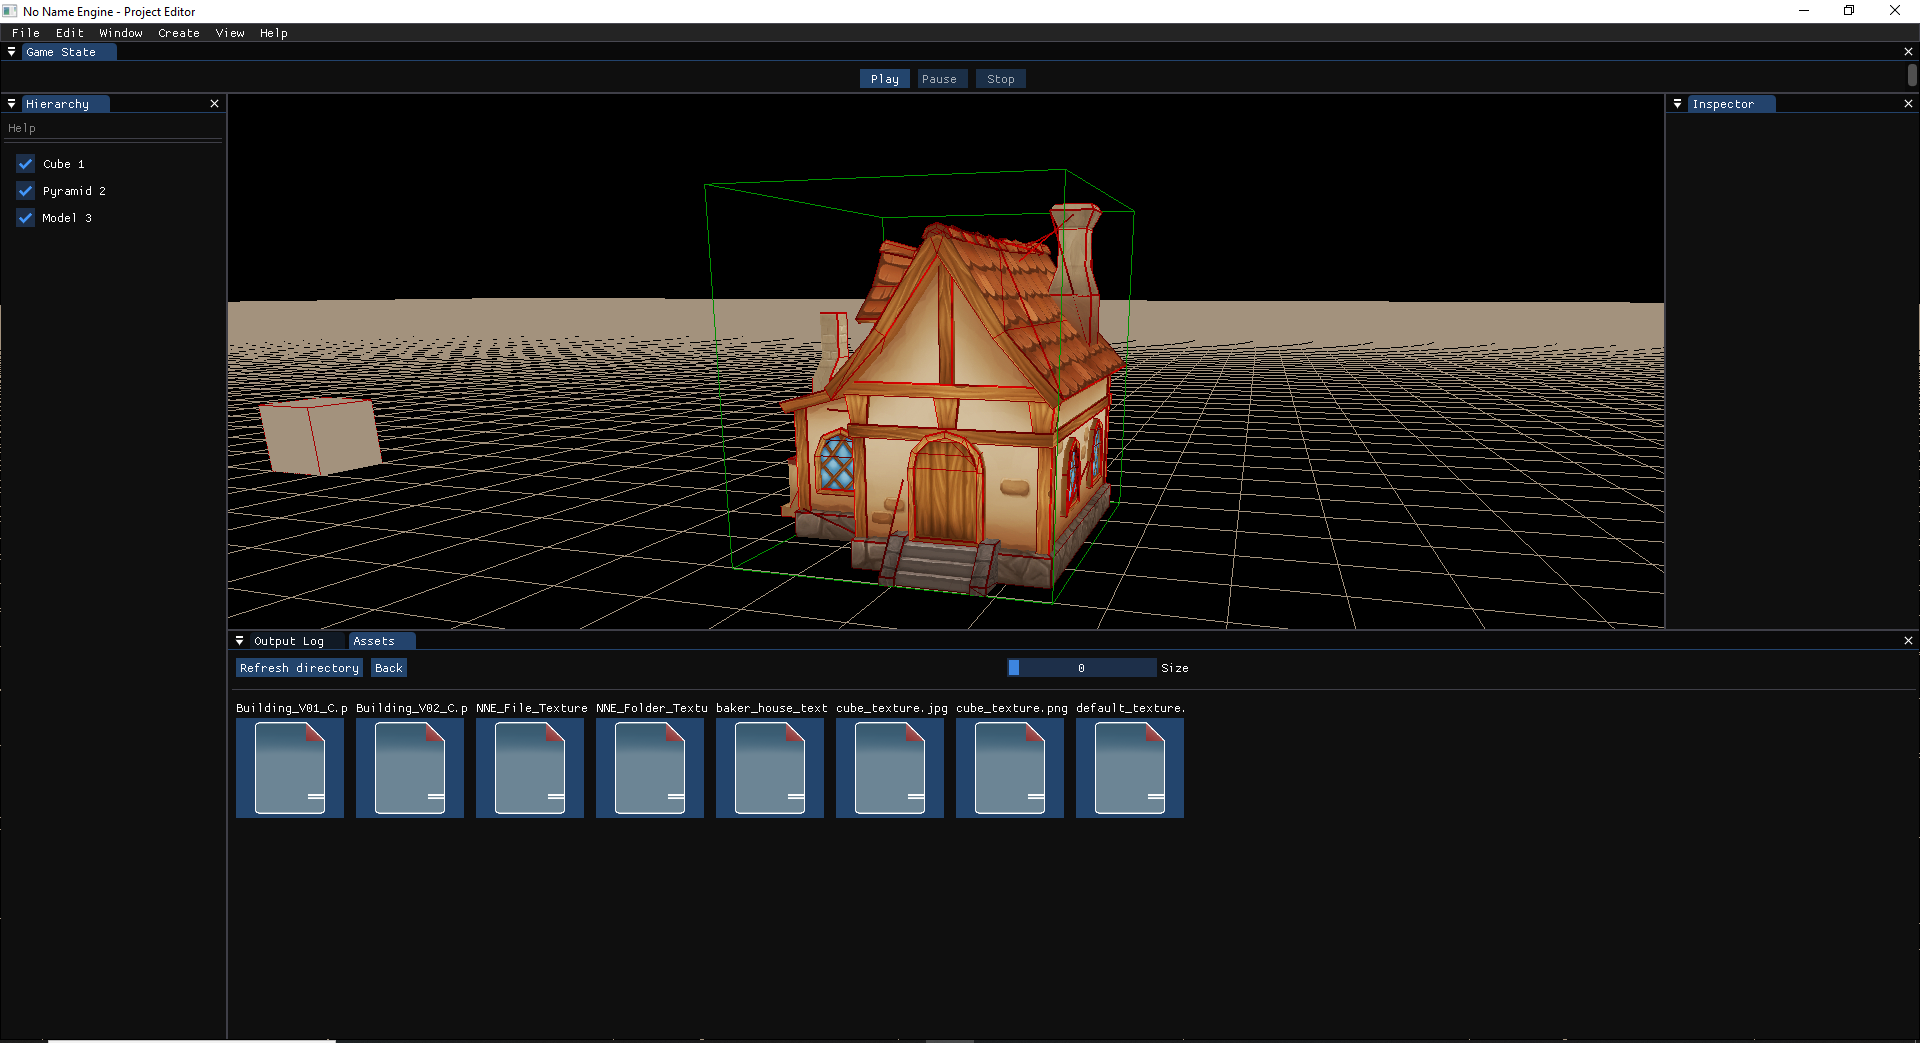 No Name Engine - Project Editor
File Edit Window Create View Help
Game State
Play Pause Stop
Hierarchy
Help
Cube 1
Pyramid 2
Model 3
Inspector
Output Log Assets
Refresh directory Back 0 Size
Building_V01_C.p Building_V02_C.p NNE_File_Texture NNE_Folder_Textu baker_house_text cube_texture.jpg cube_texture.png default_texture.